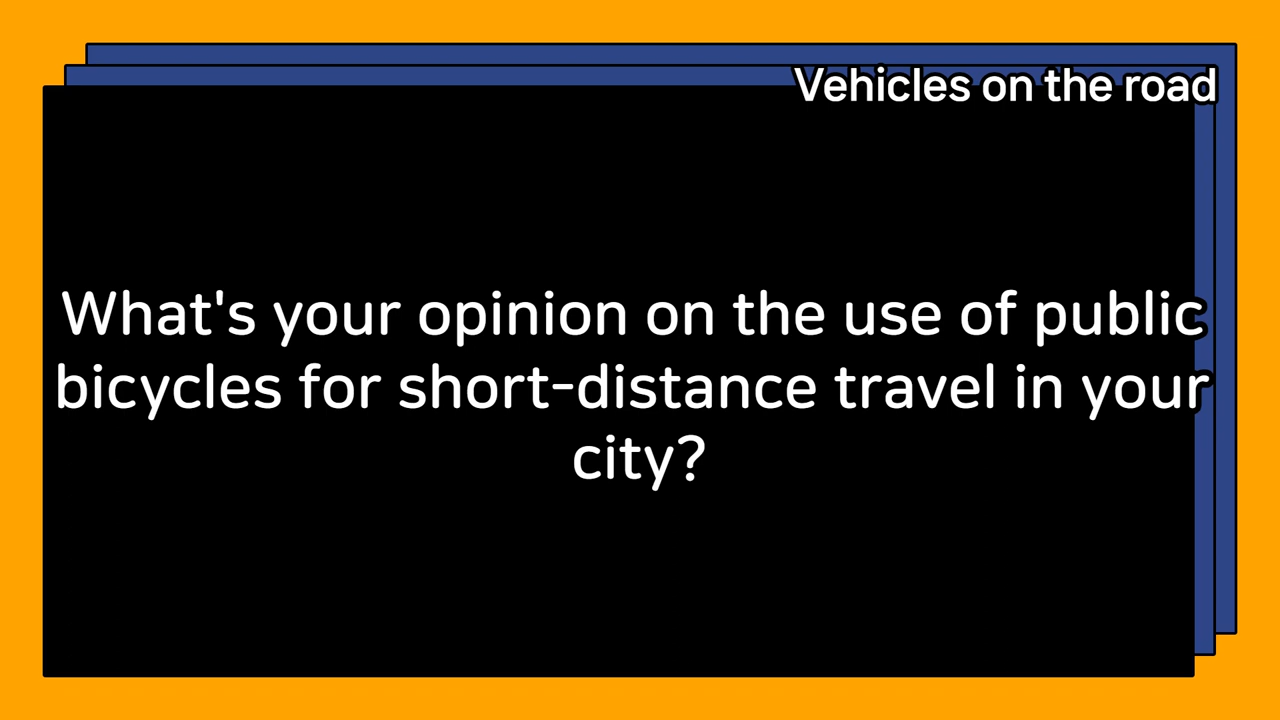 Vehicles on the road
What's your opinion on the use of public
bicycles for short-distance travel in your
city?